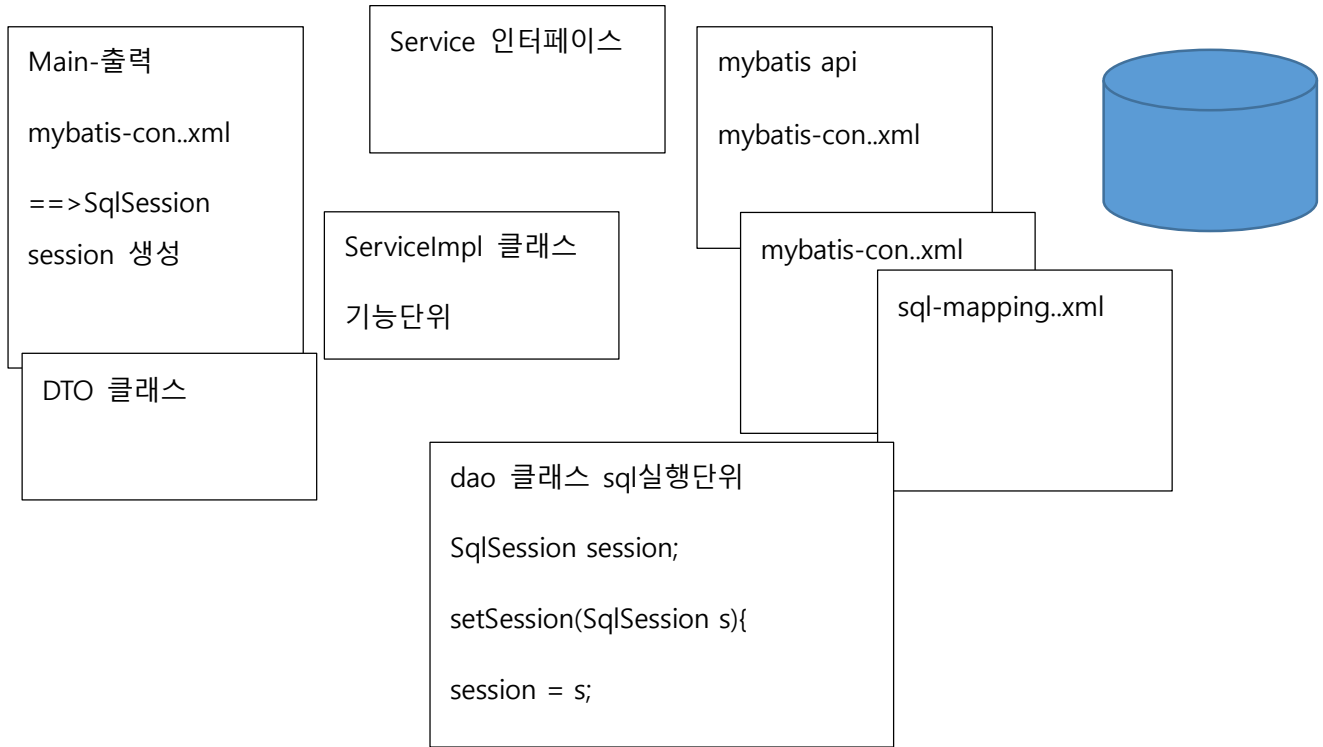 Main-출력
mybatis-con..xml
==>SqlSession
session 생성
DTO 클래스
Service 인터페이스
ServiceImpl 클래스
기능단위
mybatis api
mybatis-con..xml
mybatis-con..xml
sql-mapping..xml
dao 클래스 sql실행단위
SqlSession session;
setSession(SqlSession s){
session = s;